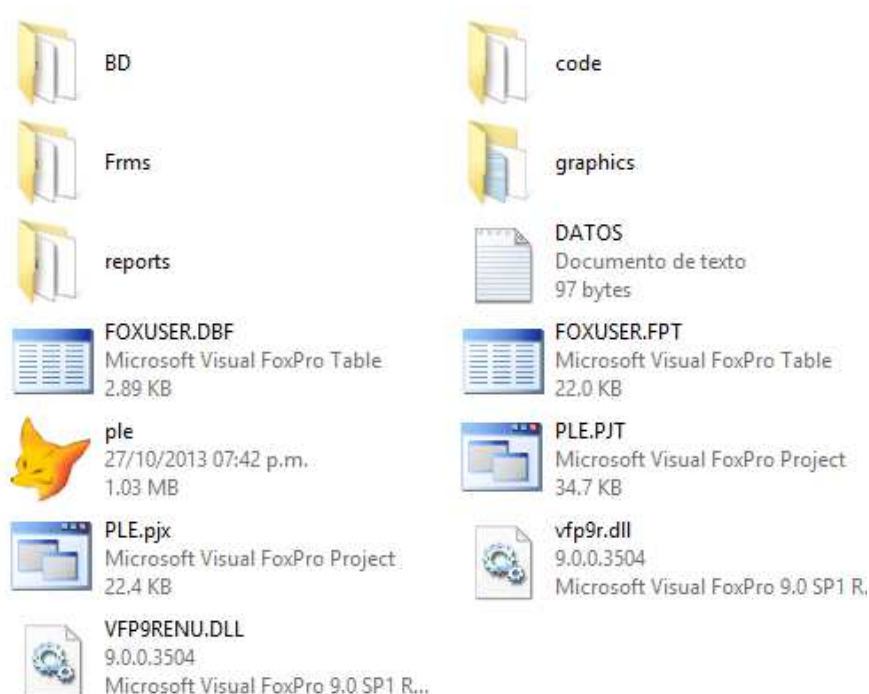 BD
code
Frms
graphics
reports
DATOS
Documento de texto
97 bytes
FOXUSER.DBF
Microsoft Visual FoxPro Table
2.89 KB
FOXUSER.FPT
Microsoft Visual FoxPro Table
22.0 KB
ple
27/10/2013 07:42 p.m.
1.03 MB
PLE.PJT
Microsoft Visual FoxPro Project
34.7 KB
PLE.pjx
Microsoft Visual FoxPro Project
22.4 KB
vfp9r.dll
9.0.0.3504
Microsoft Visual FoxPro 9.0 SP1 R.
VFP9RENU.DLL
9.0.0.3504
Microsoft Visual FoxPro 9.0 SP1 R...